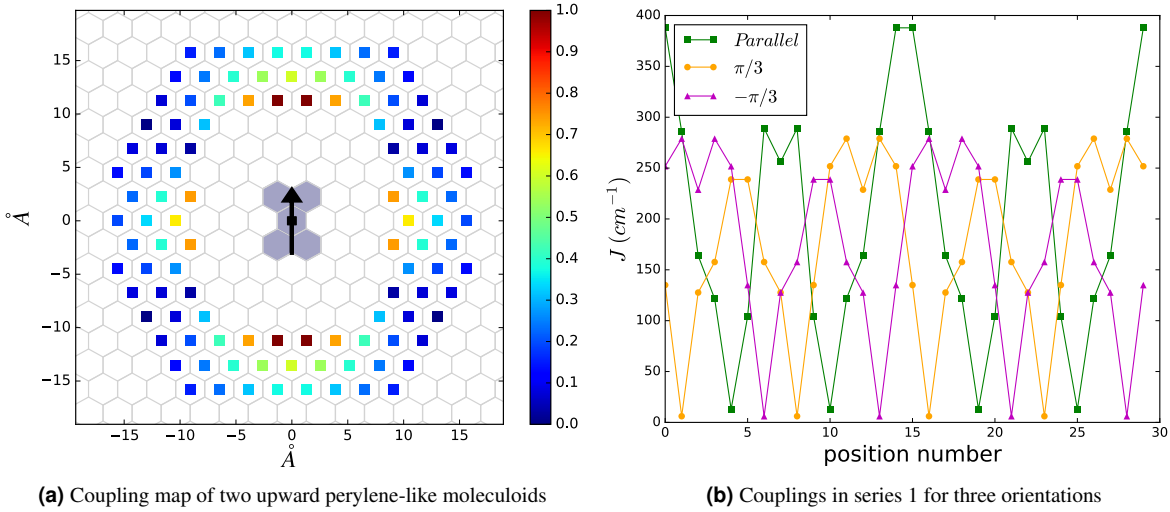 15
10
5
0
−5
−10
−15
Å
−15 −10 −5 0 5 10 15
Å
1.0
0.9
0.8
0.7
0.6
0.5
0.4
0.3
0.2
0.1
0.0
(a) Coupling map of two upward perylene-like moleculoids
400
350
300
250
200
150
100
50
0
J (cm⁻¹)
Parallel
π/3
−π/3
0 5 10 15 20 25 30
position number
(b) Couplings in series 1 for three orientations